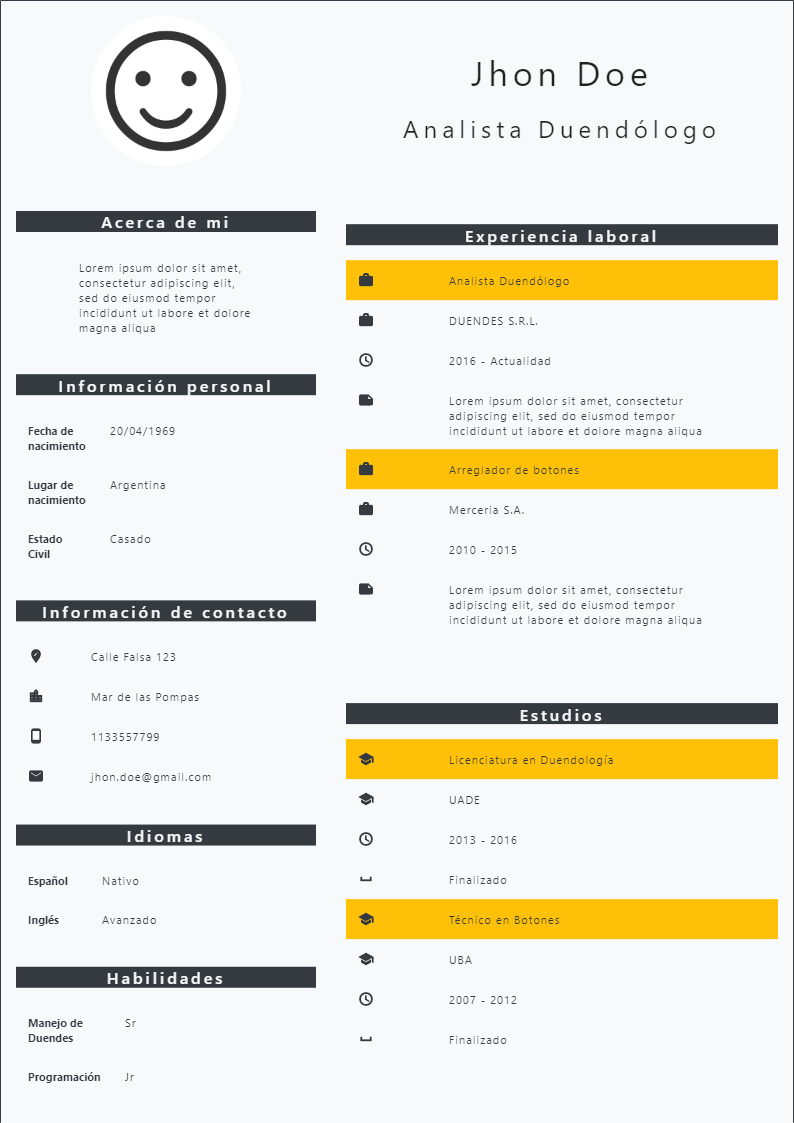 Jhon Doe
Analista Duendólogo
Acerca de mi
Lorem ipsum dolor sit amet,
consectetur adipiscing elit,
sed do eiusmod tempor
incididunt ut labore et dolore
magna aliqua
Información personal
Fecha de nacimiento 20/04/1969
Lugar de nacimiento Argentina
Estado Civil Casado
Información de contacto
Calle Falsa 123
Mar de las Pompas
1133557799
jhon.doe@gmail.com
Idiomas
Español Nativo
Inglés Avanzado
Habilidades
Manejo de Duendes Sr
Programación Jr
Experiencia laboral
Analista Duendólogo
DUENDES S.R.L.
2016 - Actualidad
Lorem ipsum dolor sit amet, consectetur
adipiscing elit, sed do eiusmod tempor
incididunt ut labore et dolore magna aliqua
Arreglador de botones
Merceria S.A.
2010 - 2015
Lorem ipsum dolor sit amet, consectetur
adipiscing elit, sed do eiusmod tempor
incididunt ut labore et dolore magna aliqua
Estudios
Licenciatura en Duendología
UADE
2013 - 2016
Finalizado
Técnico en Botones
UBA
2007 - 2012
Finalizado